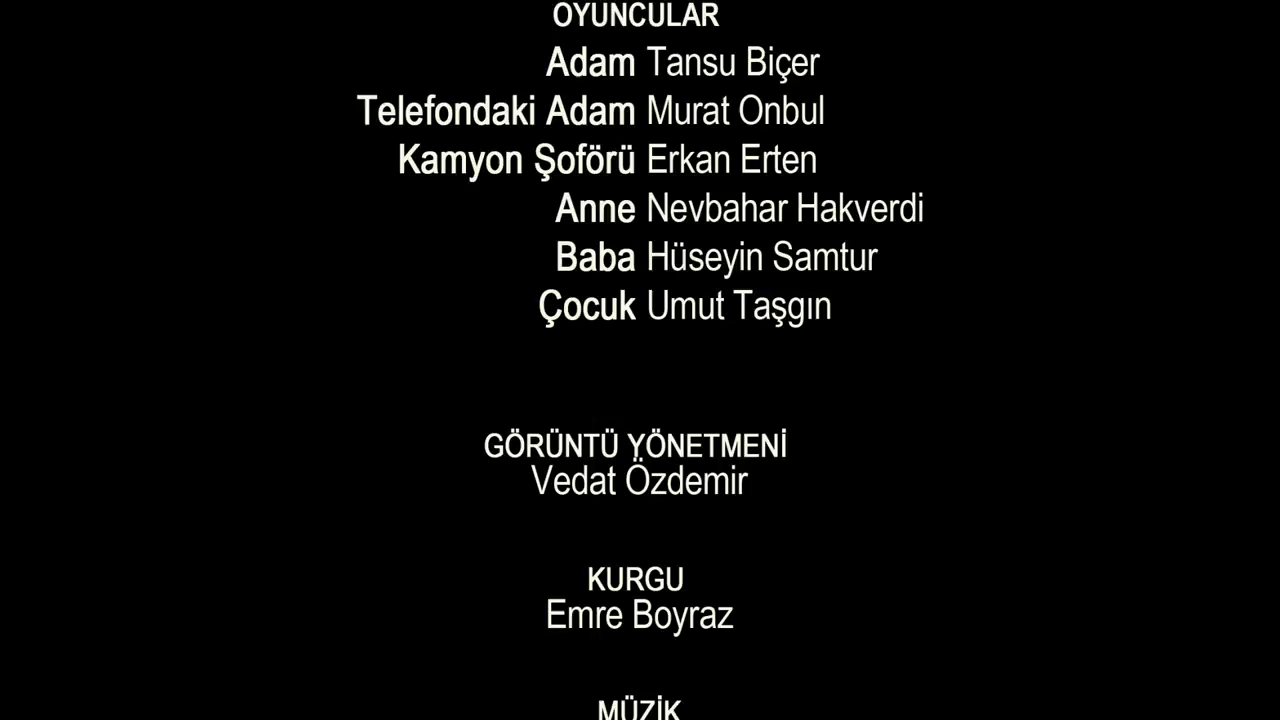 OYUNCULAR
Adam Tansu Biçer
Telefondaki Adam Murat Onbul
Kamyon Şoförü Erkan Erten
Anne Nevbahar Hakverdi
Baba Hüseyin Samtur
Çocuk Umut Taşgın
GÖRÜNTÜ YÖNETMENİ
Vedat Özdemir
KURGU
Emre Boyraz
MÜZİK